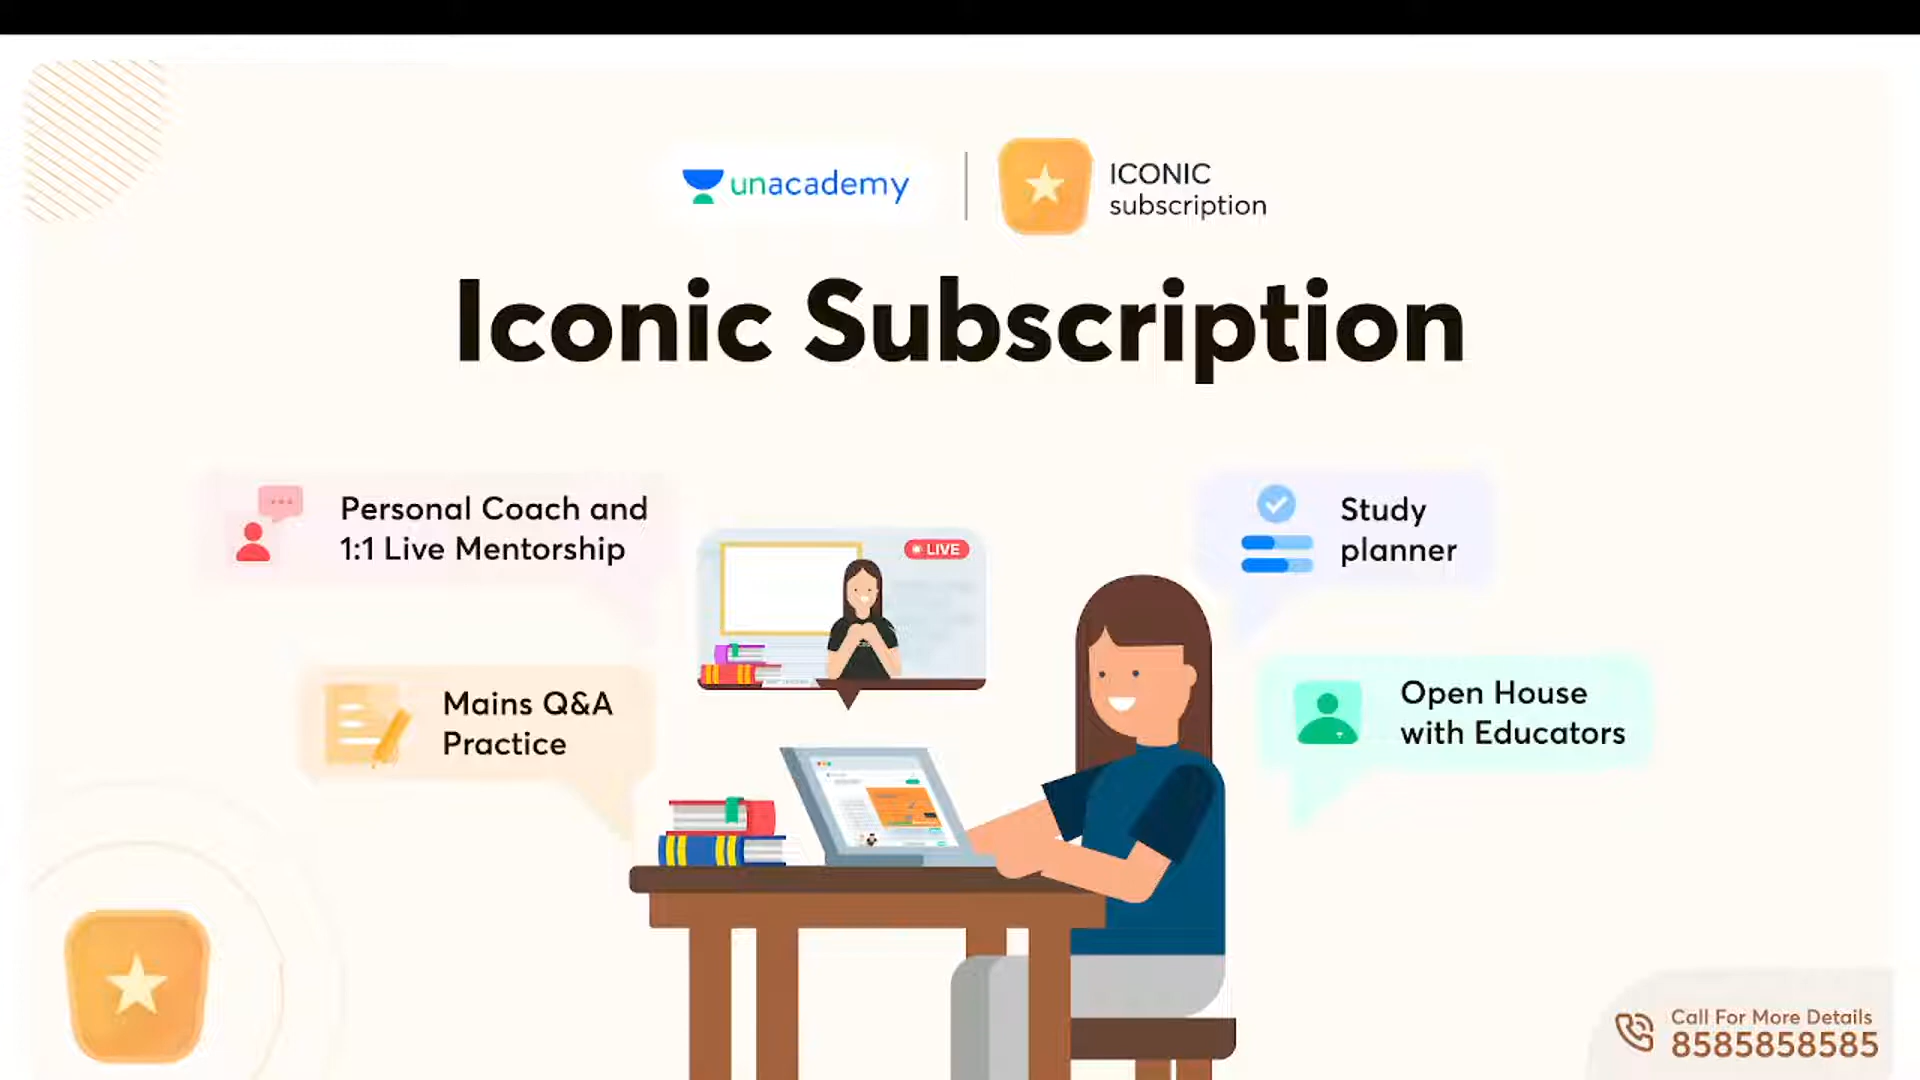 unacademy
ICONIC
subscription
Iconic Subscription
Personal Coach and
1:1 Live Mentorship
Study
planner
LIVE
Mains Q&A
Practice
Open House
with Educators
Call For More Details
8585858585